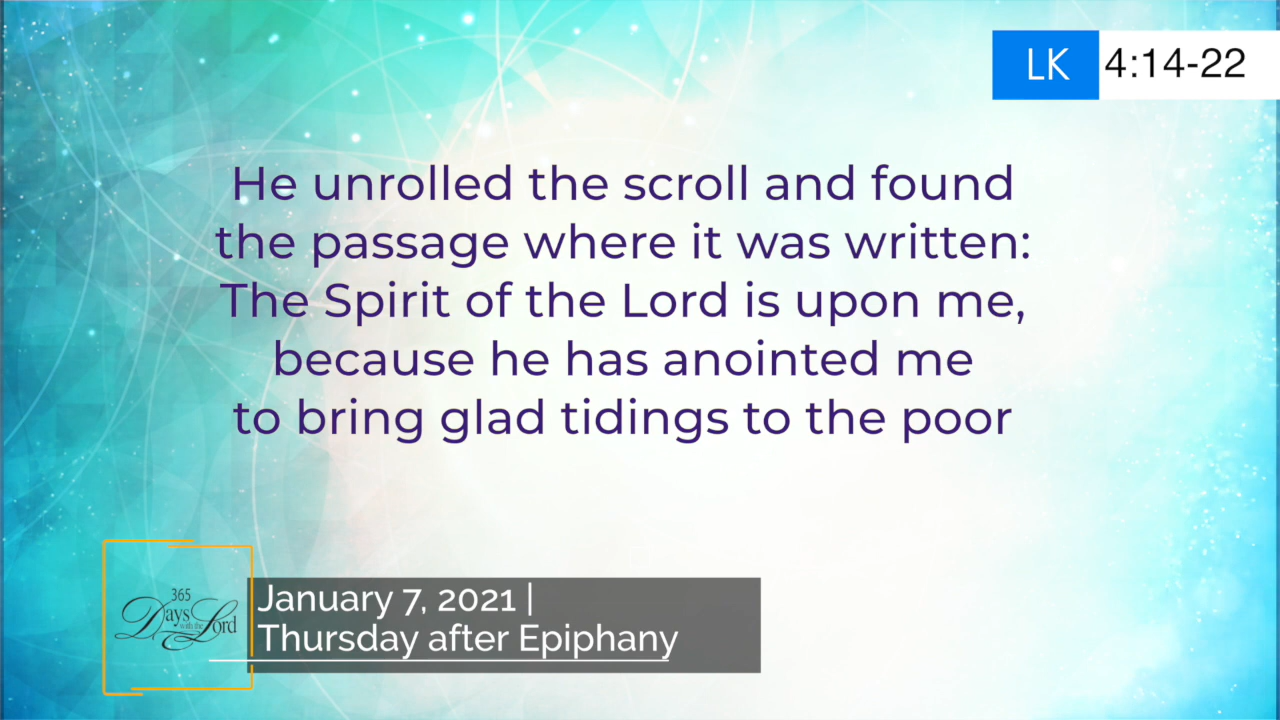 LK 4:14-22
He unrolled the scroll and found
the passage where it was written:
The Spirit of the Lord is upon me,
because he has anointed me
to bring glad tidings to the poor
365
Days with the Lord
January 7, 2021 |
Thursday after Epiphany